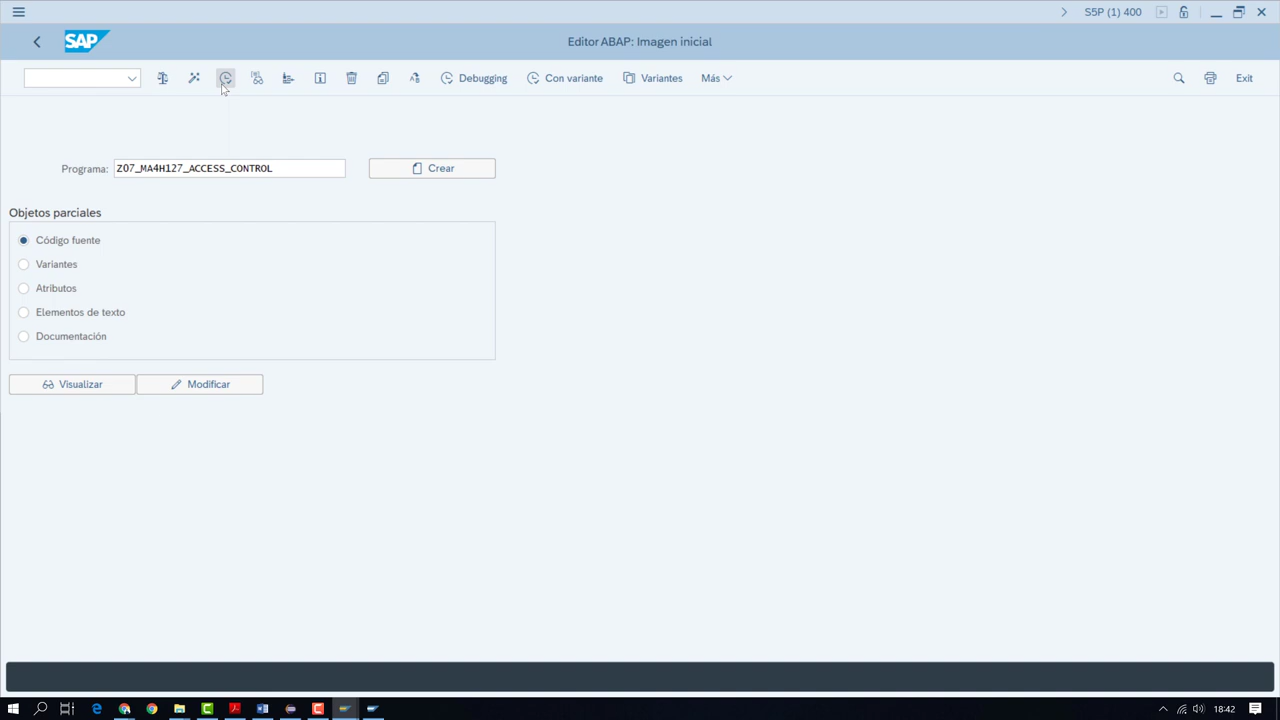 S5P (1) 400
SAP
Editor ABAP: Imagen inicial
Debugging
Con variante
Variantes
Más
Exit
Programa: Z07_MA4H127_ACCESS_CONTROL
Crear
Objetos parciales
Código fuente
Variantes
Atributos
Elementos de texto
Documentación
Visualizar
Modificar
18:42